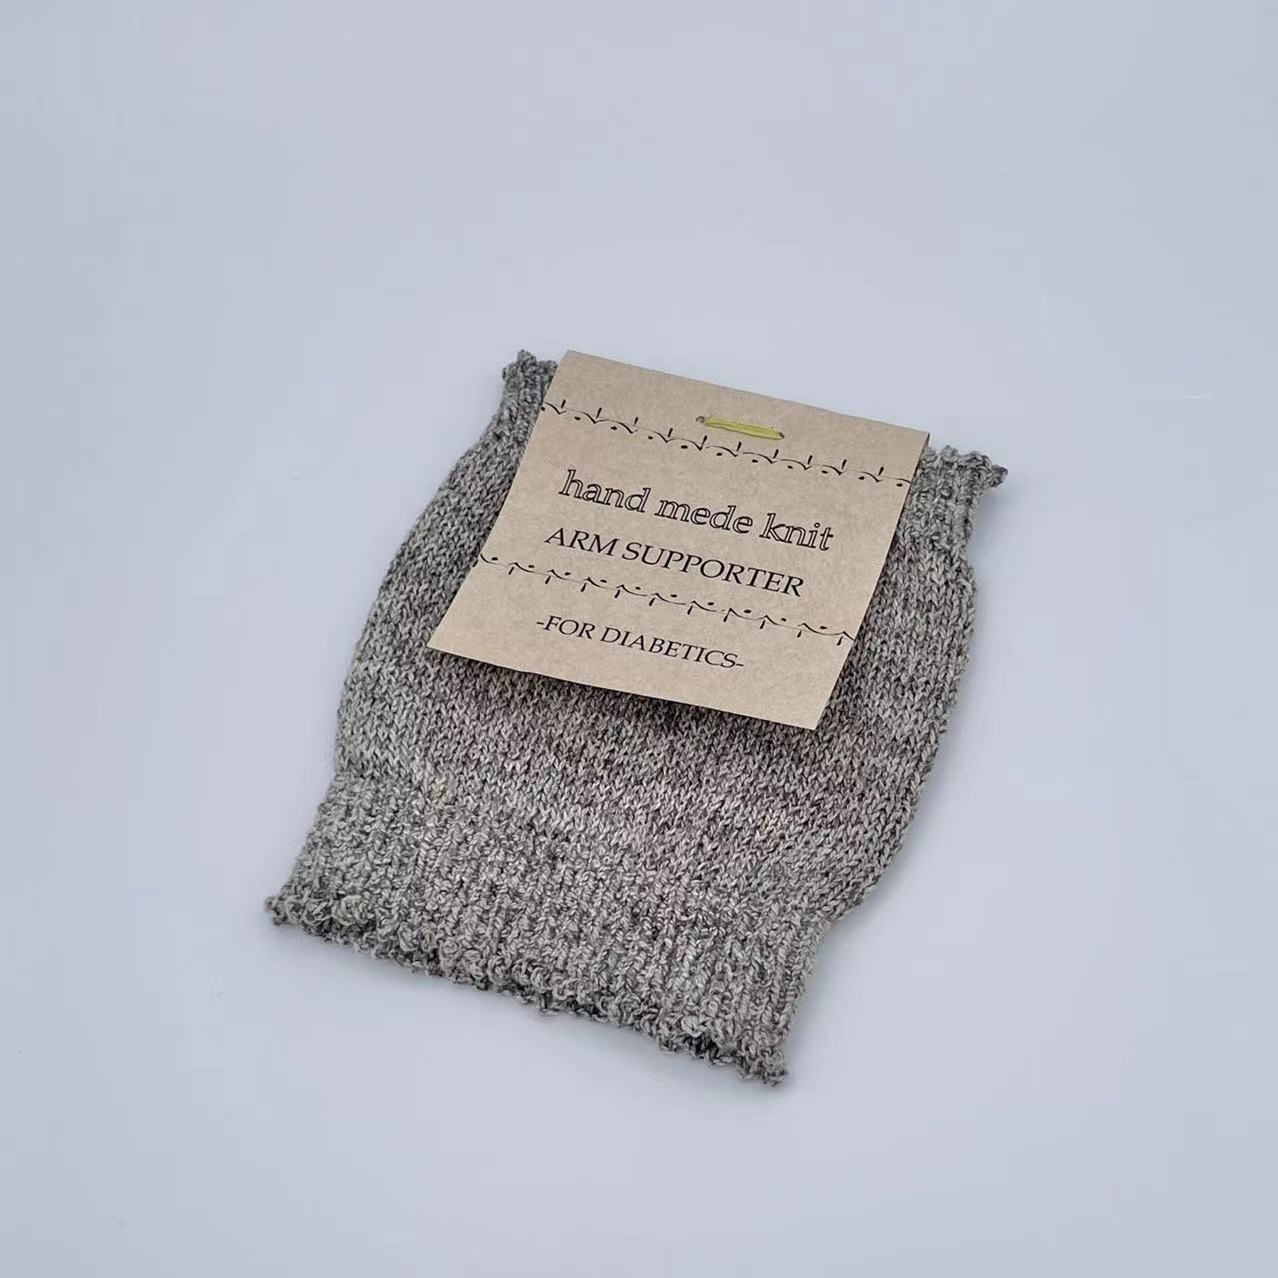 hand mede knit
ARM SUPPORTER
-FOR DIABETICS-